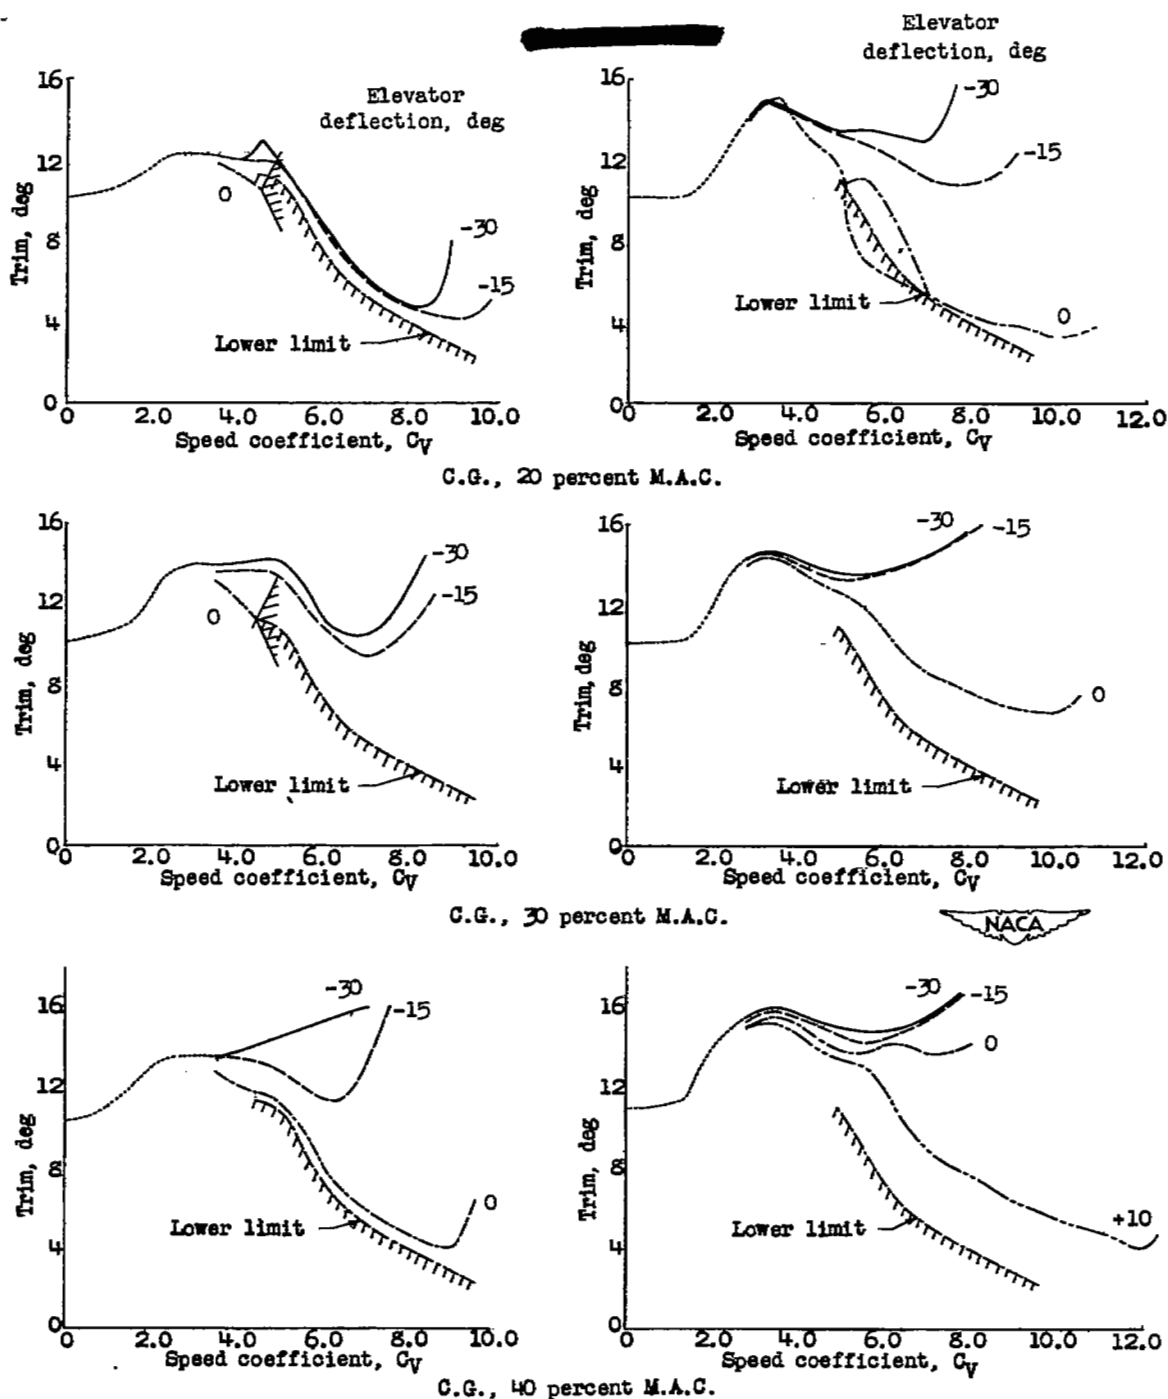 Elevator
deflection, deg
16
12
8
4
0
Trim, deg
Elevator
deflection, deg
0
-30
-15
Lower limit
0 2.0 4.0 6.0 8.0 10.0
Speed coefficient, CV
16
12
8
4
0
Trim, deg
-30
-15
0
Lower limit
0 2.0 4.0 6.0 8.0 10.0 12.0
Speed coefficient, CV
C.G., 20 percent M.A.C.
16
12
8
4
0
Trim, deg
-30
-15
0
Lower limit
0 2.0 4.0 6.0 8.0 10.0
Speed coefficient, CV
16
12
8
4
0
Trim, deg
-30
-15
0
Lower limit
0 2.0 4.0 6.0 8.0 10.0 12.0
Speed coefficient, CV
C.G., 30 percent M.A.C.
NACA
16
12
8
4
0
Trim, deg
-30
-15
0
Lower limit
0 2.0 4.0 6.0 8.0 10.0
Speed coefficient, CV
16
12
8
4
0
Trim, deg
-30
-15
0
+10
Lower limit
0 2.0 4.0 6.0 8.0 10.0 12.0
Speed coefficient, CV
C.G., 40 percent M.A.C.